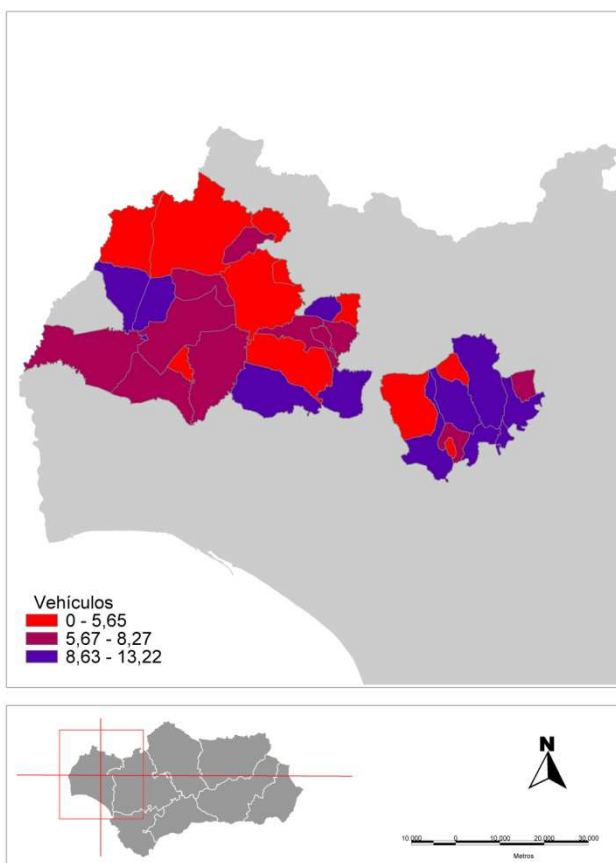 Vehículos
0 - 5,65
5,67 - 8,27
8,63 - 13,22
N
10.000 0 10.000 20.000 30.000
Metros